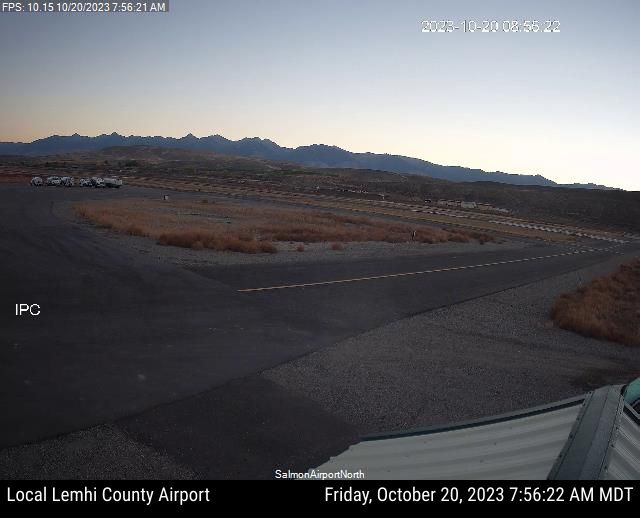 FPS: 10.15 10/20/2023 7:56:21 AM
2023-10-20 08:56:22
IPC
SalmonAirportNorth
Local Lemhi County Airport Friday, October 20, 2023 7:56:22 AM MDT